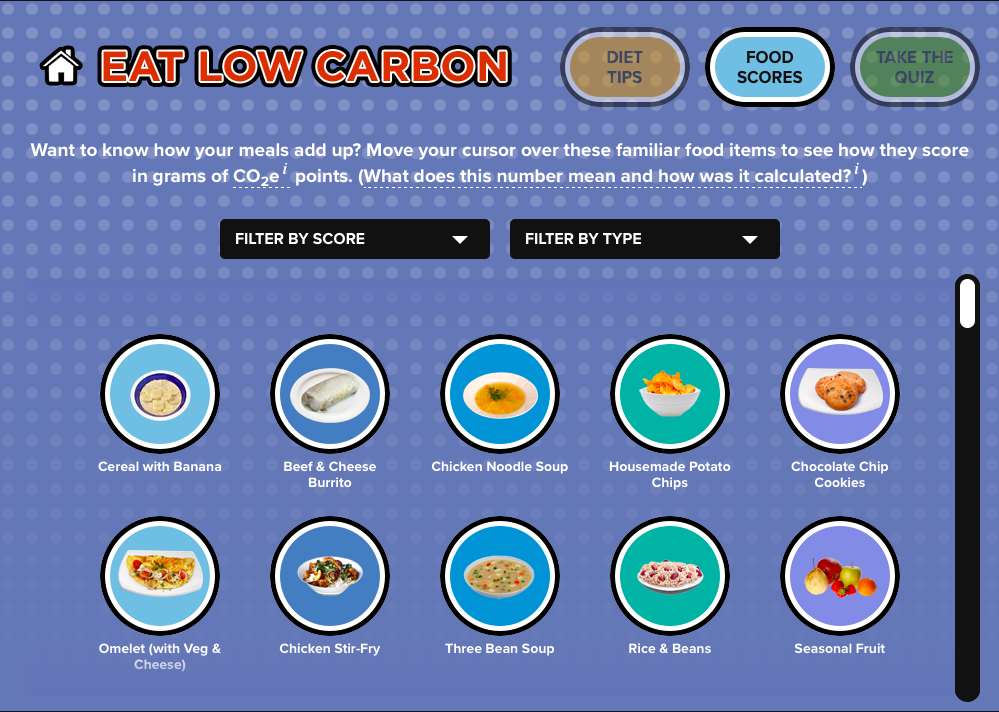 EAT LOW CARBON
DIET
TIPS
FOOD
SCORES
TAKE THE
QUIZ
Want to know how your meals add up? Move your cursor over these familiar food items to see how they score
in grams of CO₂e i points. (What does this number mean and how was it calculated? i)
FILTER BY SCORE
FILTER BY TYPE
Cereal with Banana
Beef & Cheese
Burrito
Chicken Noodle Soup
Housemade Potato
Chips
Chocolate Chip
Cookies
Omelet (with Veg &
Cheese)
Chicken Stir-Fry
Three Bean Soup
Rice & Beans
Seasonal Fruit